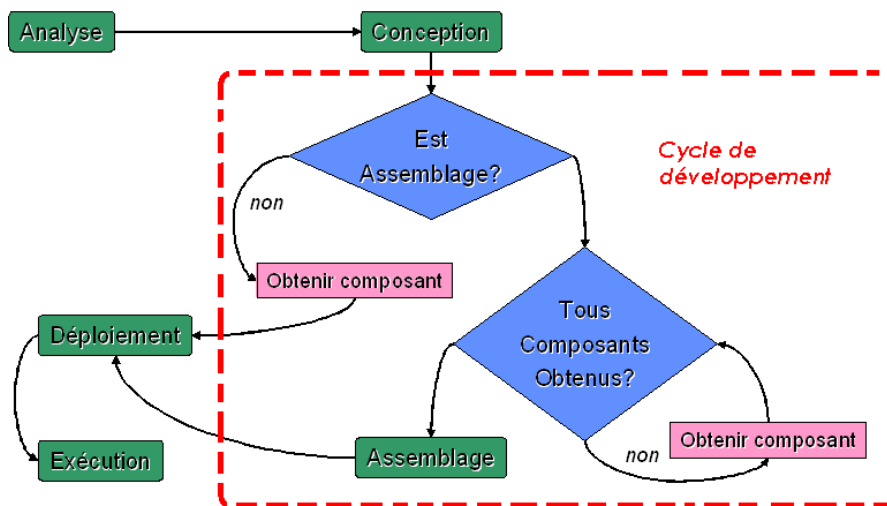 Analyse
Conception
Est
Assemblage?
Cycle de
développement
non
Obtenir composant
Tous
Composants
Obtenus?
Déploiement
Obtenir composant
non
Assemblage
Exécution